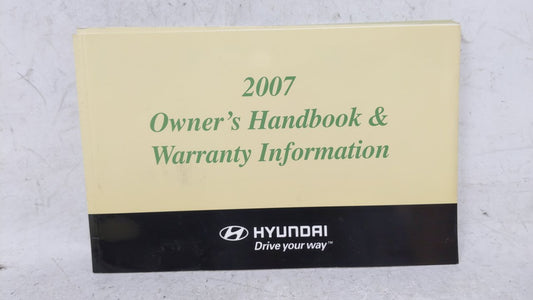 2007
Owner's Handbook &
Warranty Information
HYUNDAI
Drive your way™